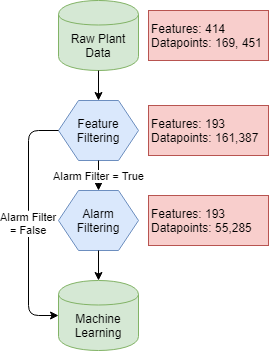 Raw Plant
Data
Features: 414
Datapoints: 169, 451
Feature
Filtering
Features: 193
Datapoints: 161,387
Alarm Filter = True
Alarm Filter
= False
Alarm
Filtering
Features: 193
Datapoints: 55,285
Machine
Learning